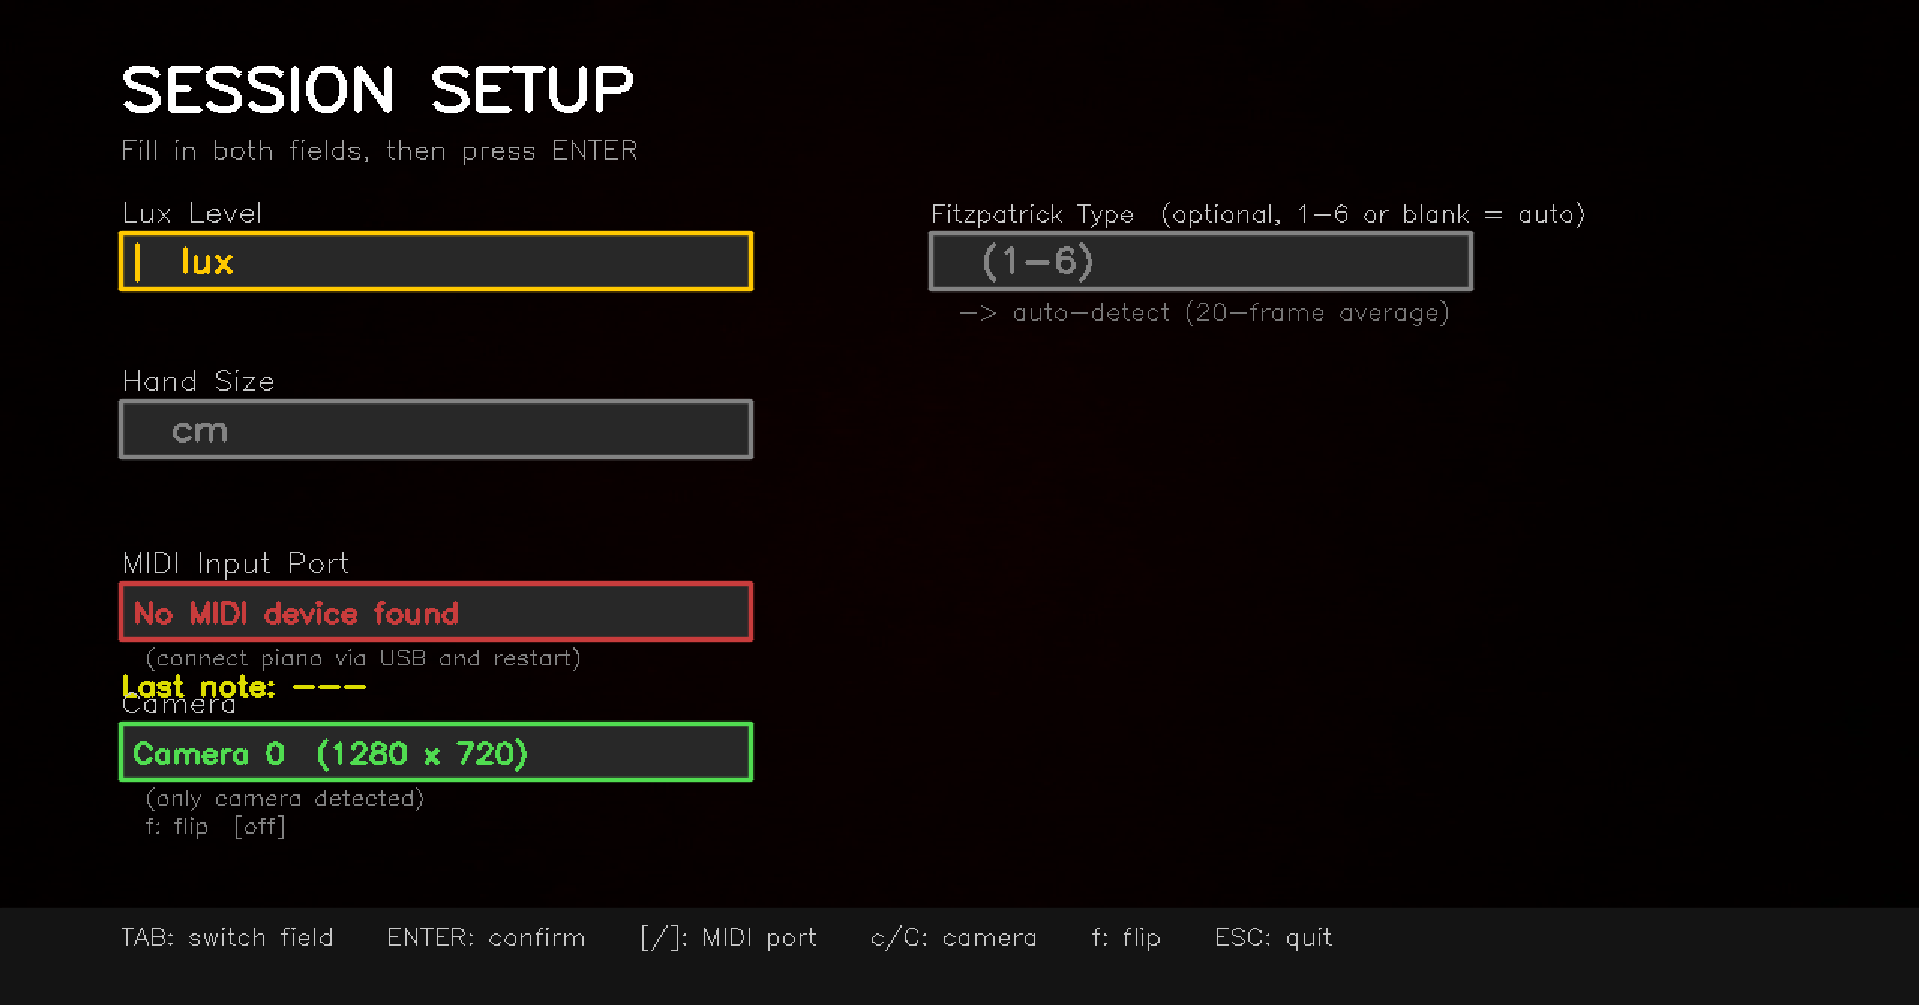 SESSION SETUP
Fill in both fields, then press ENTER
Lux Level
lux
Fitzpatrick Type (optional, 1-6 or blank = auto)
(1-6)
-> auto-detect (20-frame average)
Hand Size
cm
MIDI Input Port
No MIDI device found
(connect piano via USB and restart)
Last note: ---
Camera
Camera 0 (1280 x 720)
(only camera detected)
f: flip [off]
TAB: switch field ENTER: confirm [/]: MIDI port c/C: camera f: flip ESC: quit